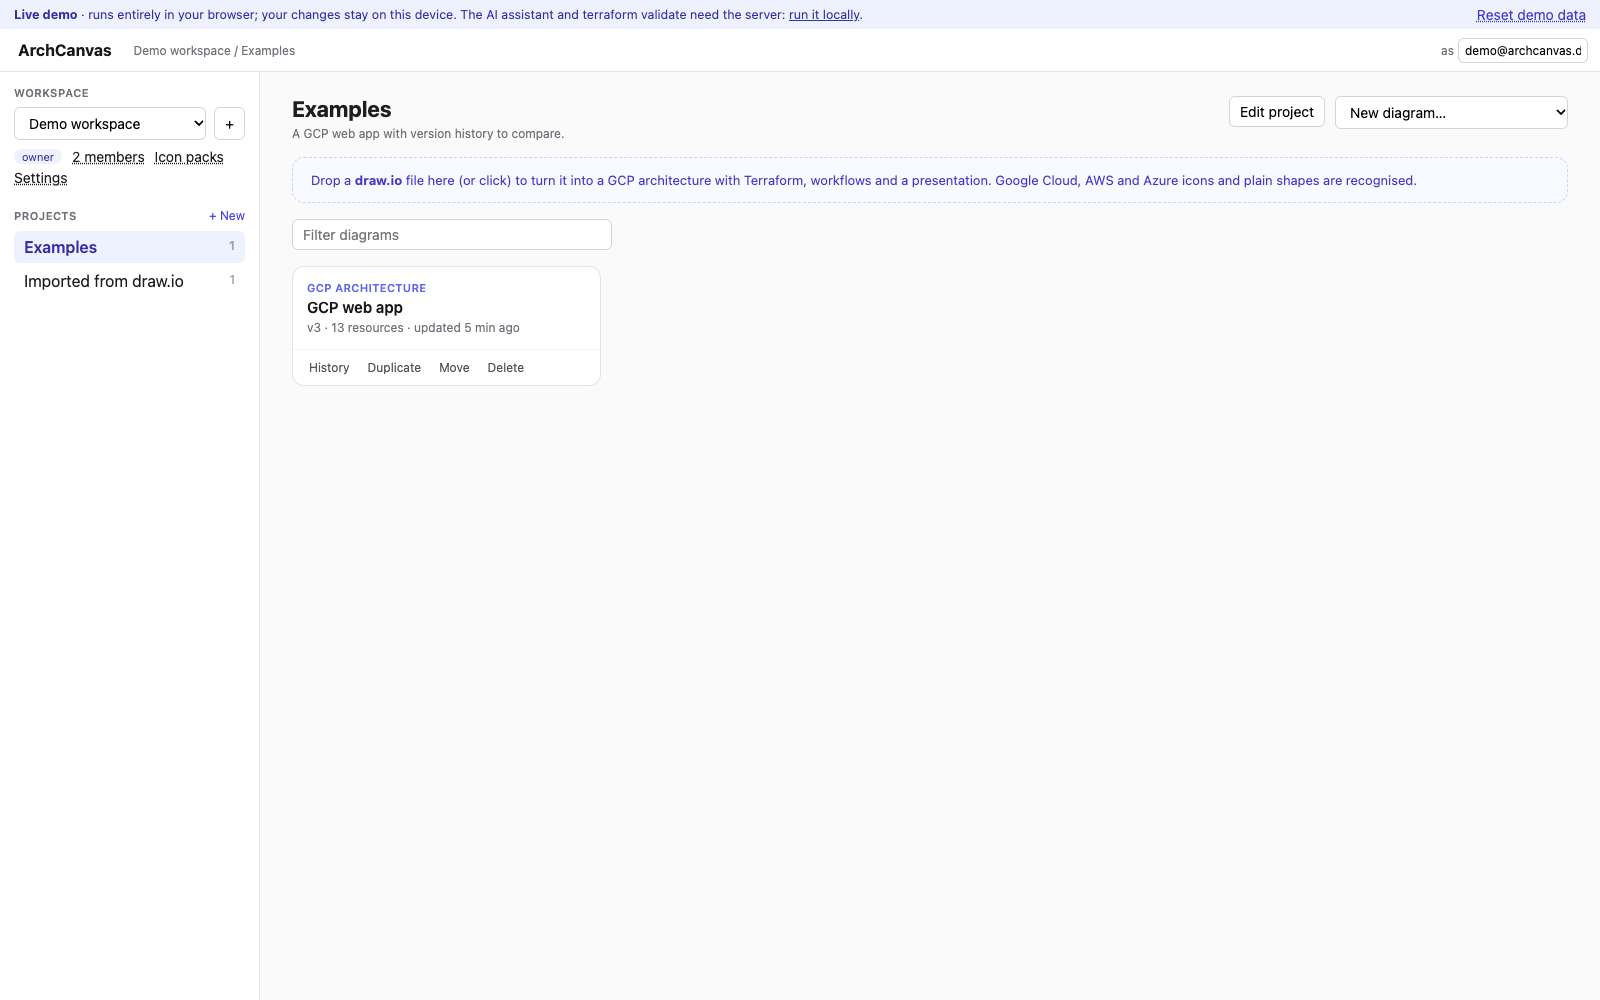 Live demo · runs entirely in your browser; your changes stay on this device. The AI assistant and terraform validate need the server: run it locally.
Reset demo data
ArchCanvas
Demo workspace / Examples
as
demo@archcanvas.d
WORKSPACE
Demo workspace
+
owner
2 members
Icon packs
Settings
PROJECTS
+ New
Examples
1
Imported from draw.io
1
Examples
A GCP web app with version history to compare.
Edit project
New diagram...
Drop a draw.io file here (or click) to turn it into a GCP architecture with Terraform, workflows and a presentation. Google Cloud, AWS and Azure icons and plain shapes are recognised.
Filter diagrams
GCP ARCHITECTURE
GCP web app
v3 · 13 resources · updated 5 min ago
History
Duplicate
Move
Delete